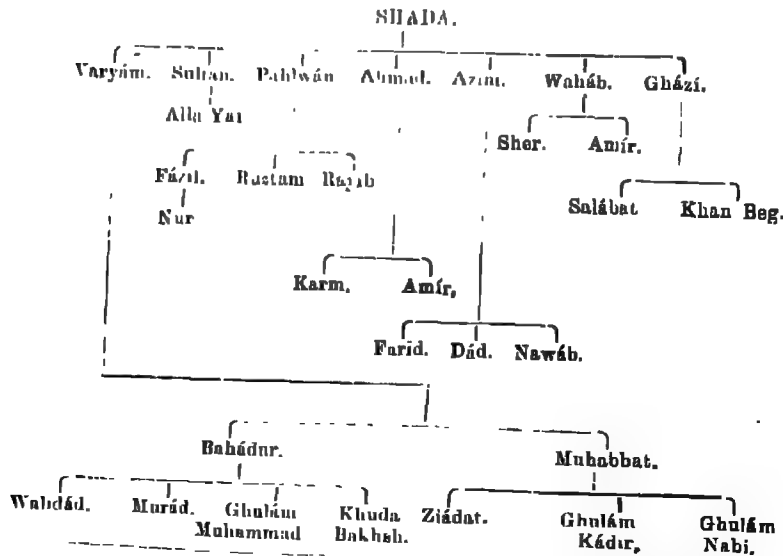 SHADA.
Varyám. Sultan. Pahlwán Ahmad. Azim. Waháb. Gházi.
Alla Yar
Sher. Amír.
Fázil. Rustam Rajab
Salábat Khan Beg.
Nur
Karm. Amír,
Farid. Dád. Nawáb.
Bahádur. Muhabbat.
Wahdád. Murád. Ghulám Khuda Ziádat. Ghulám Ghulám
Muhammad Bakhsh. Kádir, Nabi.